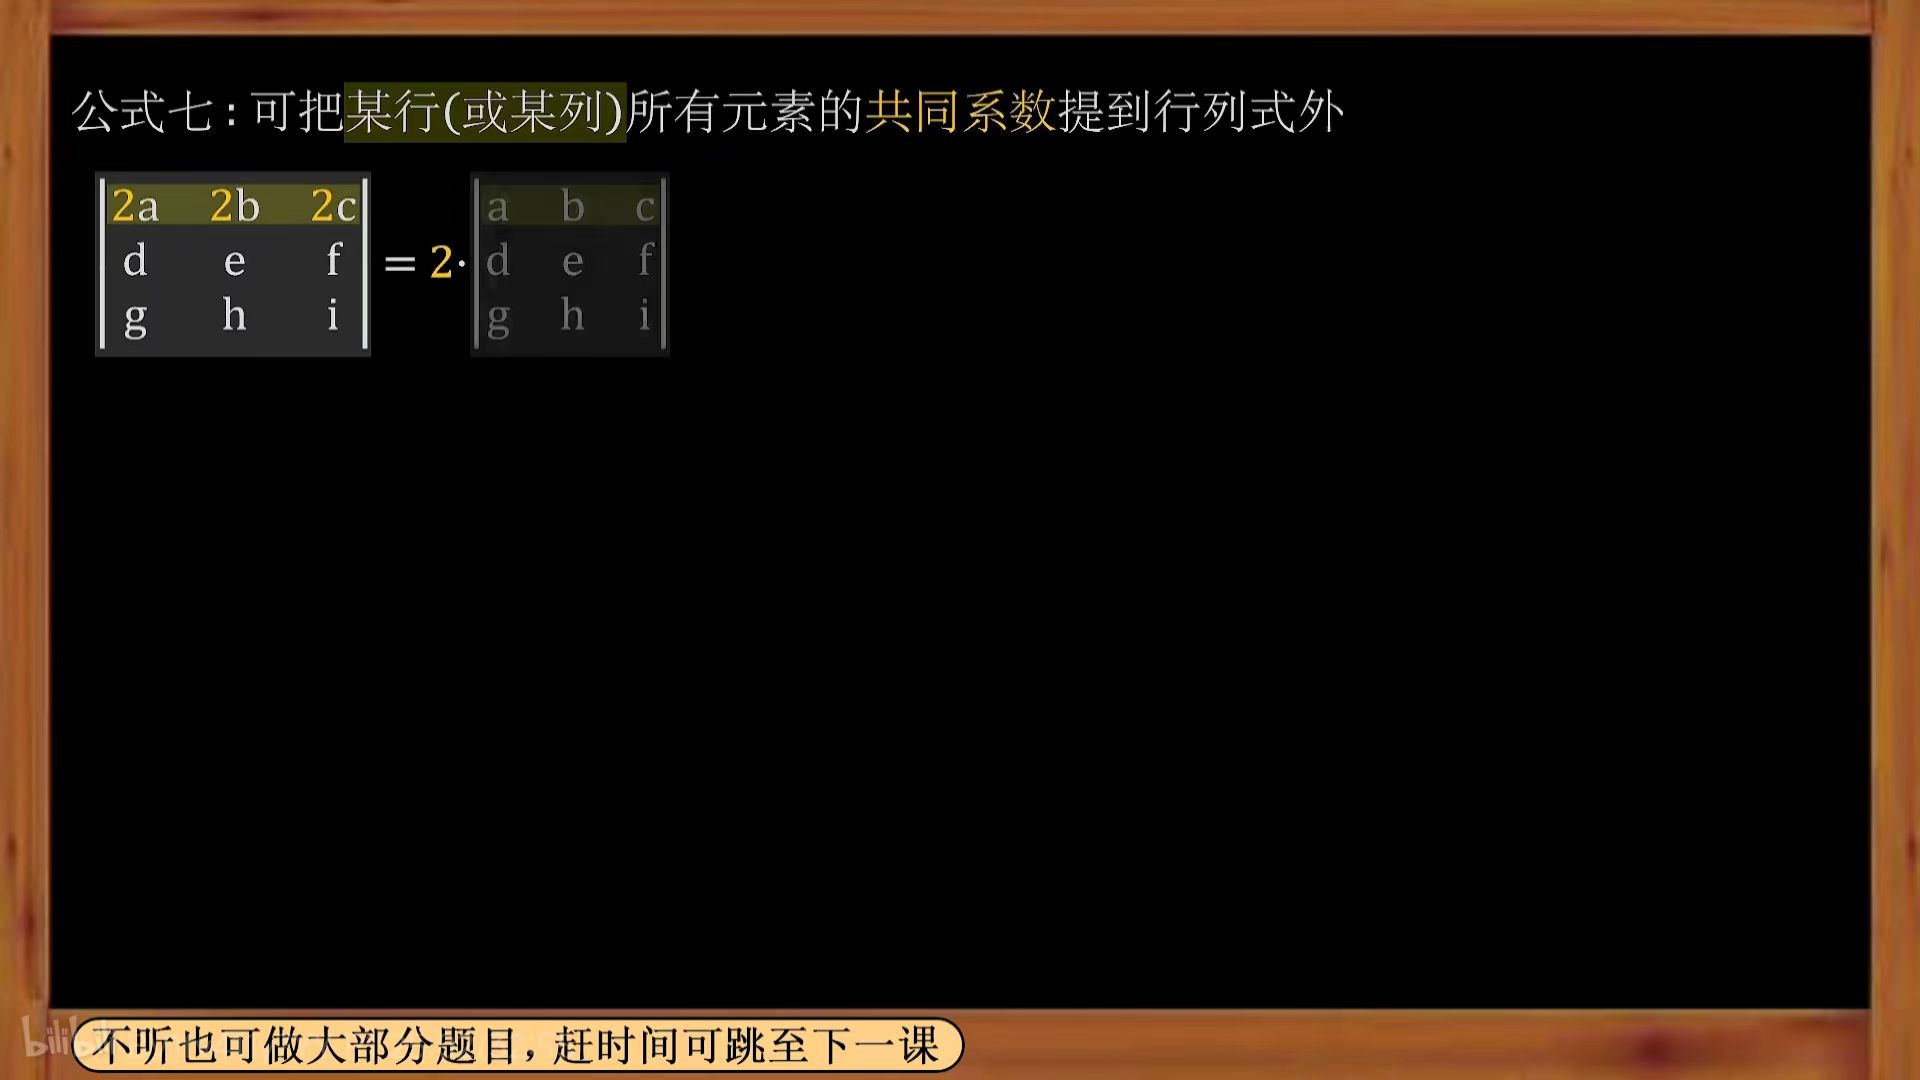 公式七：可把某行(或某列)所有元素的共同系数提到行列式外
|2a 2b 2c| |a b c|
|d e f| = 2· |d e f|
|g h i| |g h i|
bilibili
不听也可做大部分题目，赶时间可跳至下一课